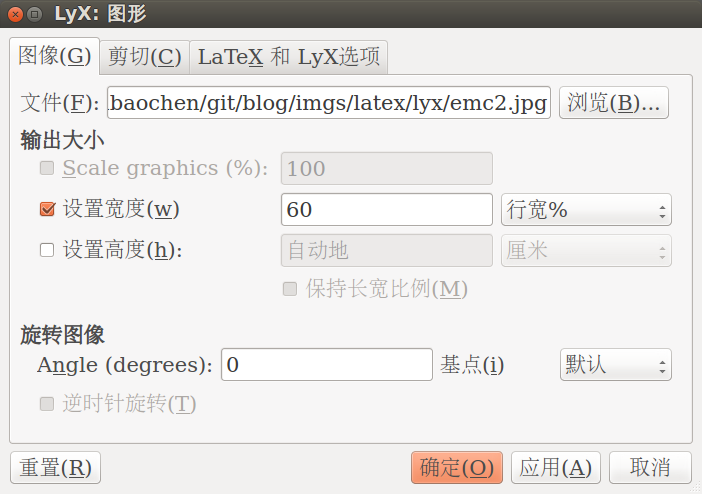 LyX: 图形
图像(G) 剪切(C) LaTeX 和 LyX选项
文件(F): baochen/git/blog/imgs/latex/lyx/emc2.jpg 浏览(B)...
输出大小
Scale graphics (%): 100
设置宽度(w) 60 行宽%
设置高度(h): 自动地 厘米
保持长宽比例(M)
旋转图像
Angle (degrees): 0 基点(i) 默认
逆时针旋转(T)
重置(R) 确定(O) 应用(A) 取消